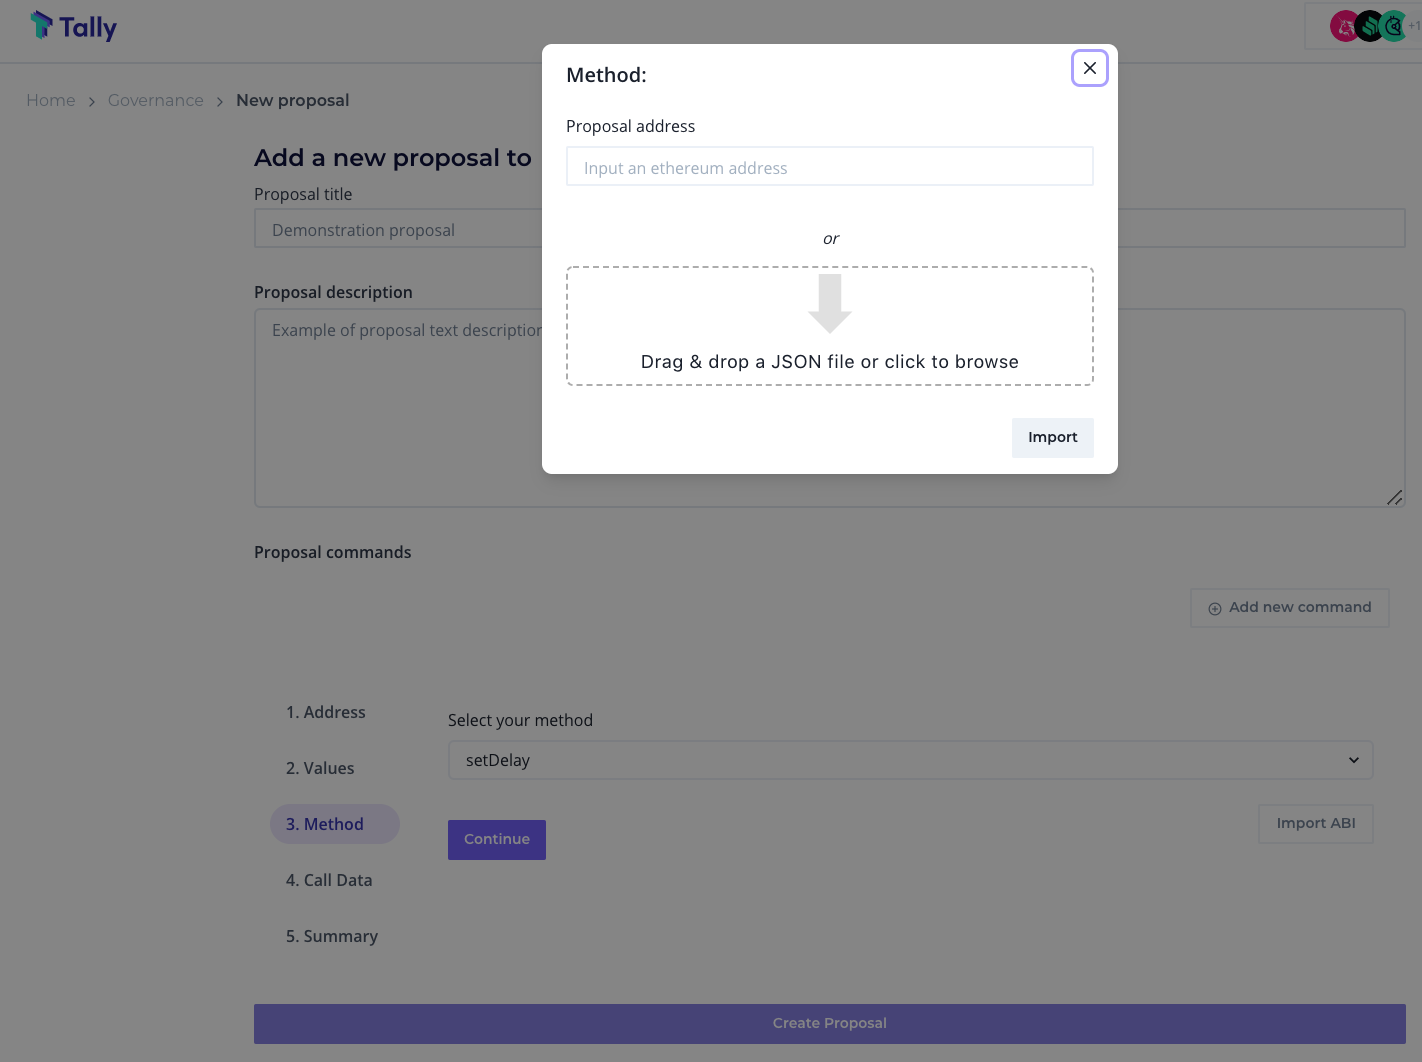 Tally
+1
Home > Governance > New proposal
Add a new proposal to
Proposal title
Demonstration proposal
Proposal description
Example of proposal text description
Method:
Proposal address
Input an ethereum address
or
Drag & drop a JSON file or click to browse
Import
Proposal commands
Add new command
1. Address
2. Values
3. Method
4. Call Data
5. Summary
Select your method
setDelay
Continue
Import ABI
Create Proposal